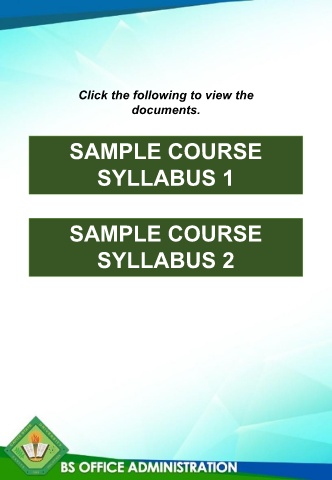 Click the following to view the
documents.
SAMPLE COURSE
SYLLABUS 1
SAMPLE COURSE
SYLLABUS 2
BS OFFICE ADMINISTRATION